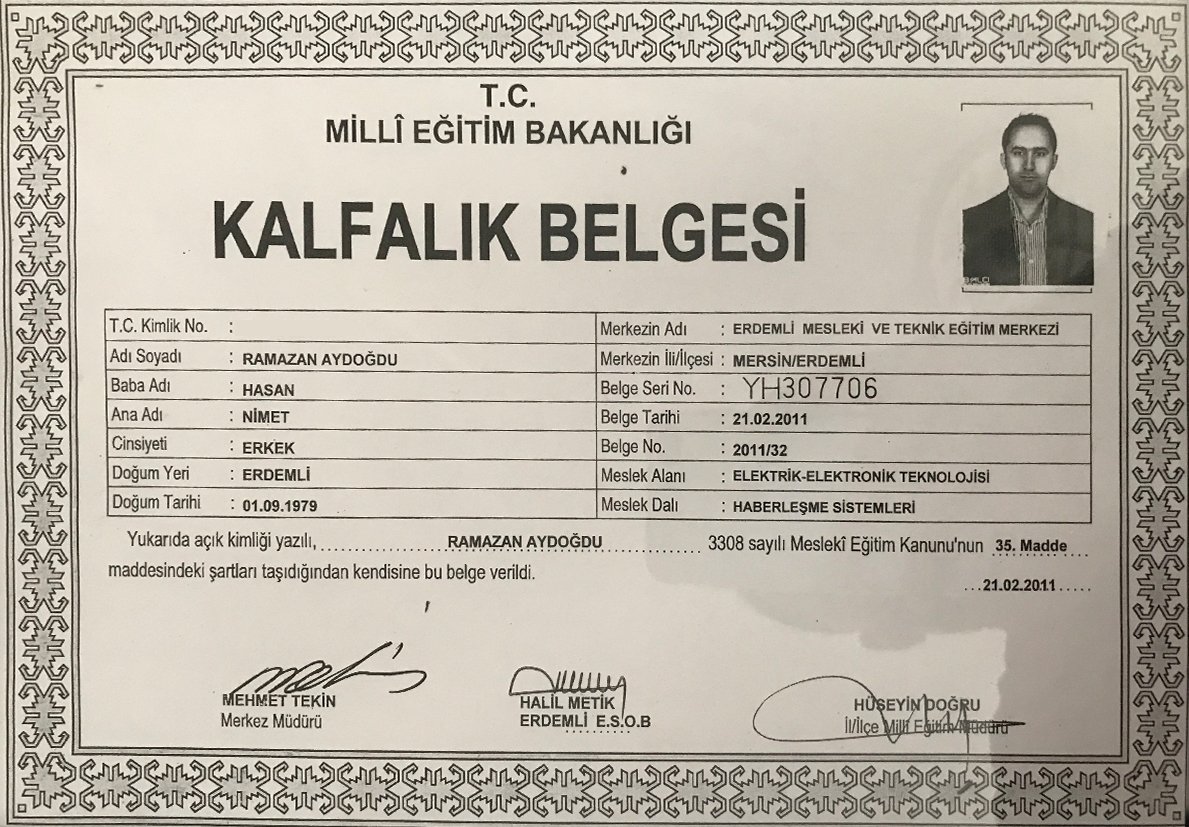 T.C.
MİLLÎ EĞİTİM BAKANLIĞI
KALFALIK BELGESİ
T.C. Kimlik No. :
Adı Soyadı : RAMAZAN AYDOĞDU
Baba Adı : HASAN
Ana Adı : NİMET
Cinsiyeti : ERKEK
Doğum Yeri : ERDEMLİ
Doğum Tarihi : 01.09.1979
Merkezin Adı : ERDEMLİ MESLEKİ VE TEKNİK EĞİTİM MERKEZİ
Merkezin İli/İlçesi : MERSİN/ERDEMLİ
Belge Seri No. : YH307706
Belge Tarihi : 21.02.2011
Belge No. : 2011/32
Meslek Alanı : ELEKTRİK-ELEKTRONİK TEKNOLOJİSİ
Meslek Dalı : HABERLEŞME SİSTEMLERİ
Yukarıda açık kimliği yazılı, RAMAZAN AYDOĞDU 3308 sayılı Meslekî Eğitim Kanunu'nun 35. Madde
maddesindeki şartları taşıdığından kendisine bu belge verildi.
21.02.2011
MEHMET TEKİN
Merkez Müdürü
HALİL METİK
ERDEMLİ E.S.O.B
HÜSEYİN DOĞRU
İl/İlçe Millî Eğitim Müdürü